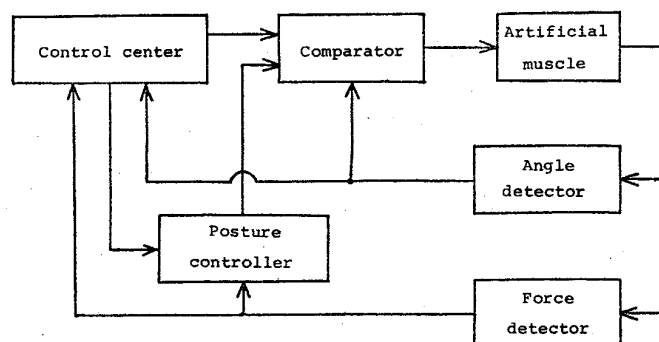 Control center
Comparator
Artificial
muscle
Angle
detector
Posture
controller
Force
detector